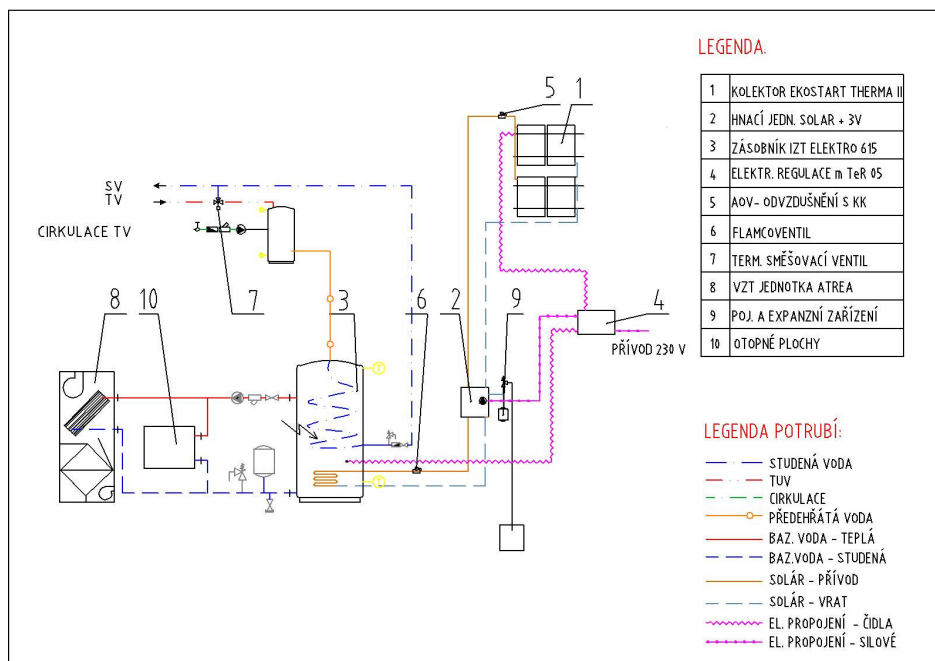 LEGENDA.
1 KOLEKTOR EKOSTART THERMA II
2 HNACÍ JEDN. SOLAR + 3V
3 ZÁSOBNÍK IZT ELEKTRO 615
4 ELEKTR. REGULACE m TeR 05
5 AOV- ODVZDUŠNĚNÍ S KK
6 FLAMCOVENTIL
7 TERM. SMĚŠOVACÍ VENTIL
8 VZT JEDNOTKA ATREA
9 POJ. A EXPANZNÍ ZAŘÍZENÍ
10 OTOPNÉ PLOCHY
5 1
SV
TV
CIRKULACE TV
8 10 7 3 6 2 9 4
PŘÍVOD 230 V
T
T
LEGENDA POTRUBÍ:
STUDENÁ VODA
TUV
CIRKULACE
PŘEDEHŘÁTÁ VODA
BAZ. VODA - TEPLÁ
BAZ.VODA - STUDENÁ
SOLÁR - PŘÍVOD
SOLÁR - VRAT
EL. PROPOJENÍ - ČIDLA
EL. PROPOJENÍ - SILOVÉ